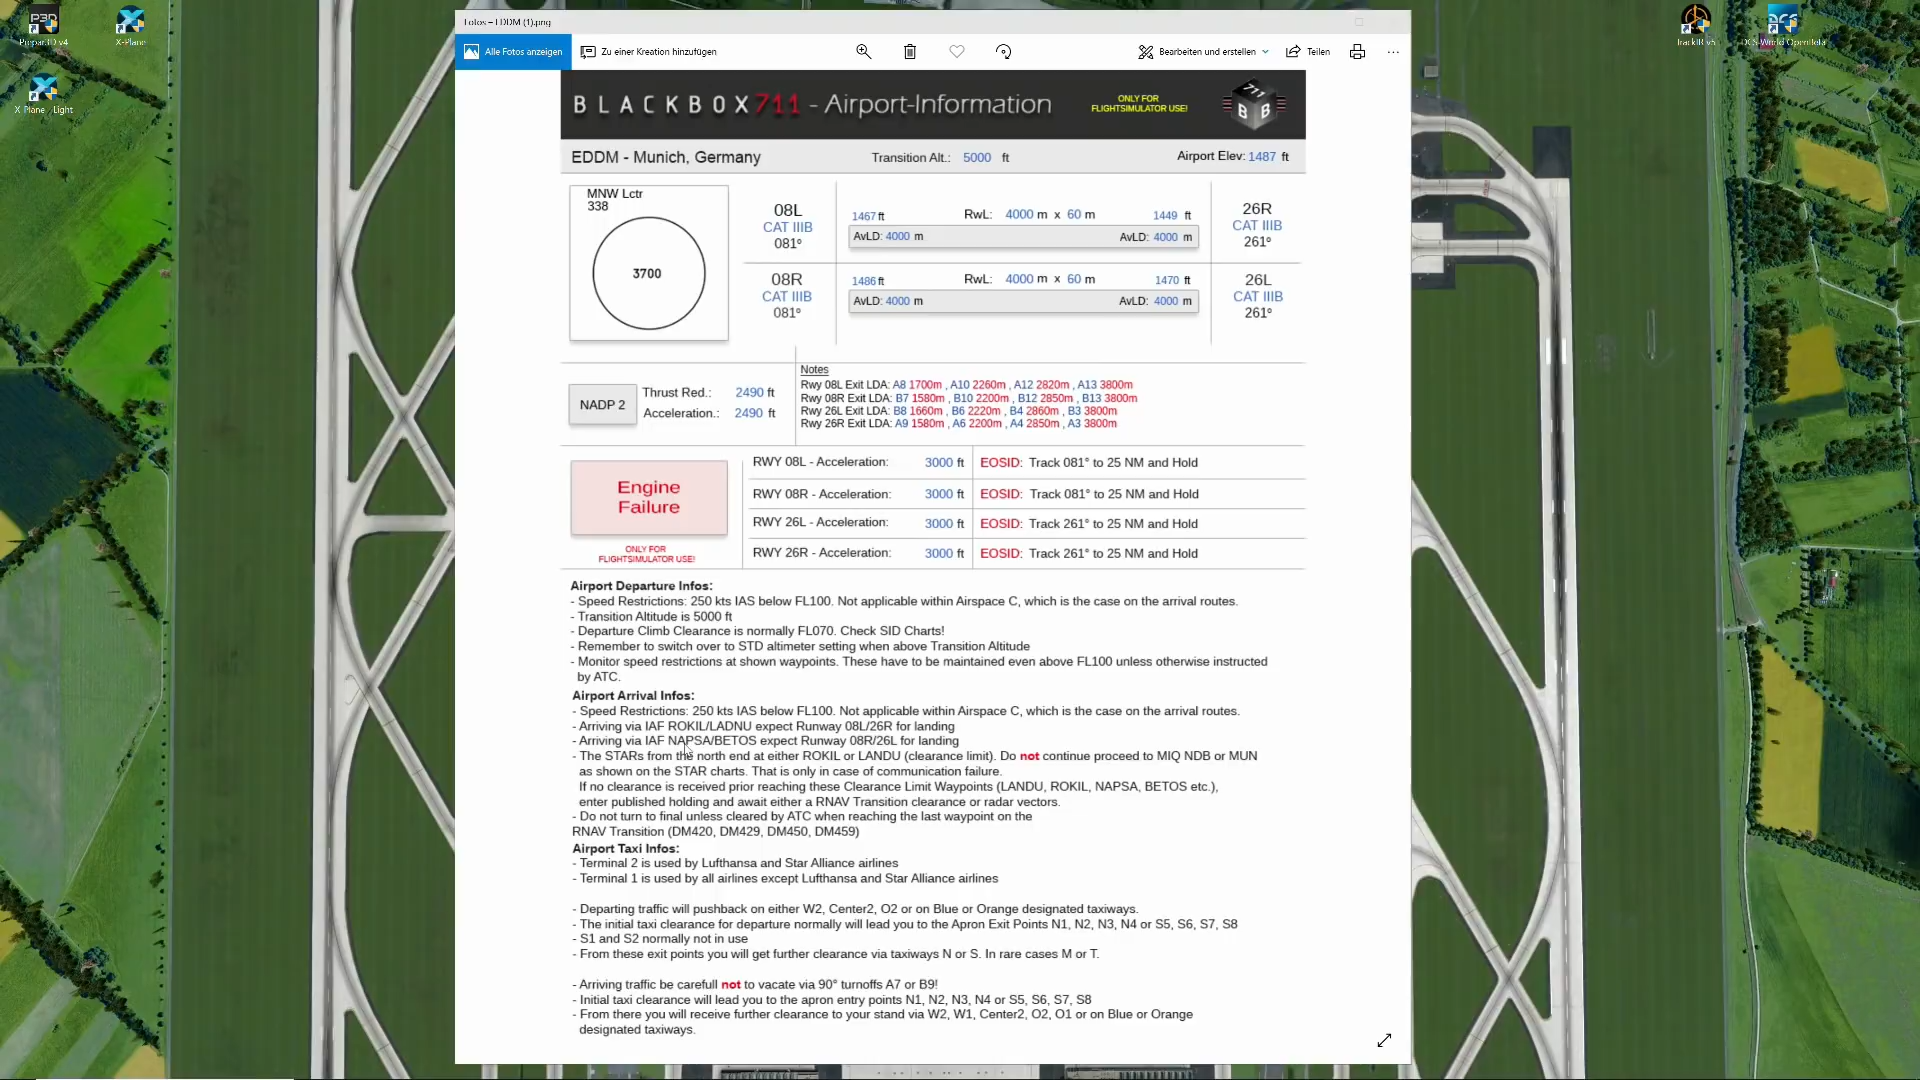 Prepar3D v4
X-Plane
X-Plane - Light
TrackIR v5
DCS World OpenBeta
Fotos – EDDM (1).png
Alle Fotos anzeigen
Zu einer Kreation hinzufügen
Bearbeiten und erstellen
Teilen
BLACKBOX711 - Airport-Information
ONLY FOR
FLIGHTSIMULATOR USE!
711
B B
EDDM - Munich, Germany
Transition Alt.: 5000 ft
Airport Elev: 1487 ft
MNW Lctr
338
3700
08L
CAT IIIB
081º
1467 ft RwL: 4000 m x 60 m 1449 ft
AvLD: 4000 m AvLD: 4000 m
26R
CAT IIIB
261º
08R
CAT IIIB
081º
1486 ft RwL: 4000 m x 60 m 1470 ft
AvLD: 4000 m AvLD: 4000 m
26L
CAT IIIB
261º
NADP 2
Thrust Red.: 2490 ft
Acceleration.: 2490 ft
Notes
Rwy 08L Exit LDA: A8 1700m , A10 2260m , A12 2820m , A13 3800m
Rwy 08R Exit LDA: B7 1580m , B10 2200m , B12 2850m , B13 3800m
Rwy 26L Exit LDA: B8 1660m , B6 2220m , B4 2860m , B3 3800m
Rwy 26R Exit LDA: A9 1580m , A6 2200m , A4 2850m , A3 3800m
Engine
Failure
ONLY FOR
FLIGHTSIMULATOR USE!
RWY 08L - Acceleration: 3000 ft EOSID: Track 081° to 25 NM and Hold
RWY 08R - Acceleration: 3000 ft EOSID: Track 081° to 25 NM and Hold
RWY 26L - Acceleration: 3000 ft EOSID: Track 261° to 25 NM and Hold
RWY 26R - Acceleration: 3000 ft EOSID: Track 261° to 25 NM and Hold
Airport Departure Infos:
- Speed Restrictions: 250 kts IAS below FL100. Not applicable within Airspace C, which is the case on the arrival routes.
- Transition Altitude is 5000 ft
- Departure Climb Clearance is normally FL070. Check SID Charts!
- Remember to switch over to STD altimeter setting when above Transition Altitude
- Monitor speed restrictions at shown waypoints. These have to be maintained even above FL100 unless otherwise instructed
by ATC.
Airport Arrival Infos:
- Speed Restrictions: 250 kts IAS below FL100. Not applicable within Airspace C, which is the case on the arrival routes.
- Arriving via IAF ROKIL/LADNU expect Runway 08L/26R for landing
- Arriving via IAF NAPSA/BETOS expect Runway 08R/26L for landing
- The STARs from the north end at either ROKIL or LANDU (clearance limit). Do not continue proceed to MIQ NDB or MUN
as shown on the STAR charts. That is only in case of communication failure.
If no clearance is received prior reaching these Clearance Limit Waypoints (LANDU, ROKIL, NAPSA, BETOS etc.),
enter published holding and await either a RNAV Transition clearance or radar vectors.
- Do not turn to final unless cleared by ATC when reaching the last waypoint on the
RNAV Transition (DM420, DM429, DM450, DM459)
Airport Taxi Infos:
- Terminal 2 is used by Lufthansa and Star Alliance airlines
- Terminal 1 is used by all airlines except Lufthansa and Star Alliance airlines
- Departing traffic will pushback on either W2, Center2, O2 or on Blue or Orange designated taxiways.
- The initial taxi clearance for departure normally will lead you to the Apron Exit Points N1, N2, N3, N4 or S5, S6, S7, S8
- S1 and S2 normally not in use
- From these exit points you will get further clearance via taxiways N or S. In rare cases M or T.
- Arriving traffic be carefull not to vacate via 90° turnoffs A7 or B9!
- Initial taxi clearance will lead you to the apron entry points N1, N2, N3, N4 or S5, S6, S7, S8
- From there you will receive further clearance to your stand via W2, W1, Center2, O2, O1 or on Blue or Orange
designated taxiways.